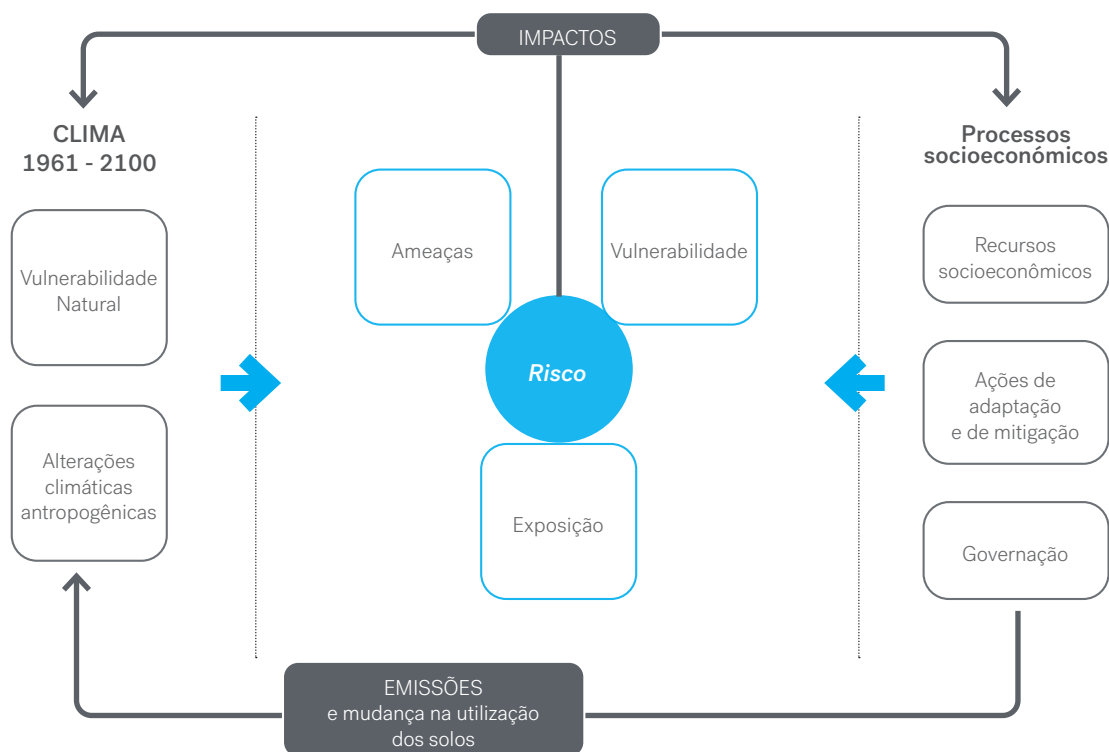 IMPACTOS
CLIMA
1961 - 2100
Vulnerabilidade
Natural
Alterações
climáticas
antropogênicas
Ameaças
Vulnerabilidade
Risco
Exposição
Processos
socioeconómicos
Recursos
socioeconômicos
Ações de
adaptação
e de mitigação
Governação
EMISSÕES
e mudança na utilização
dos solos